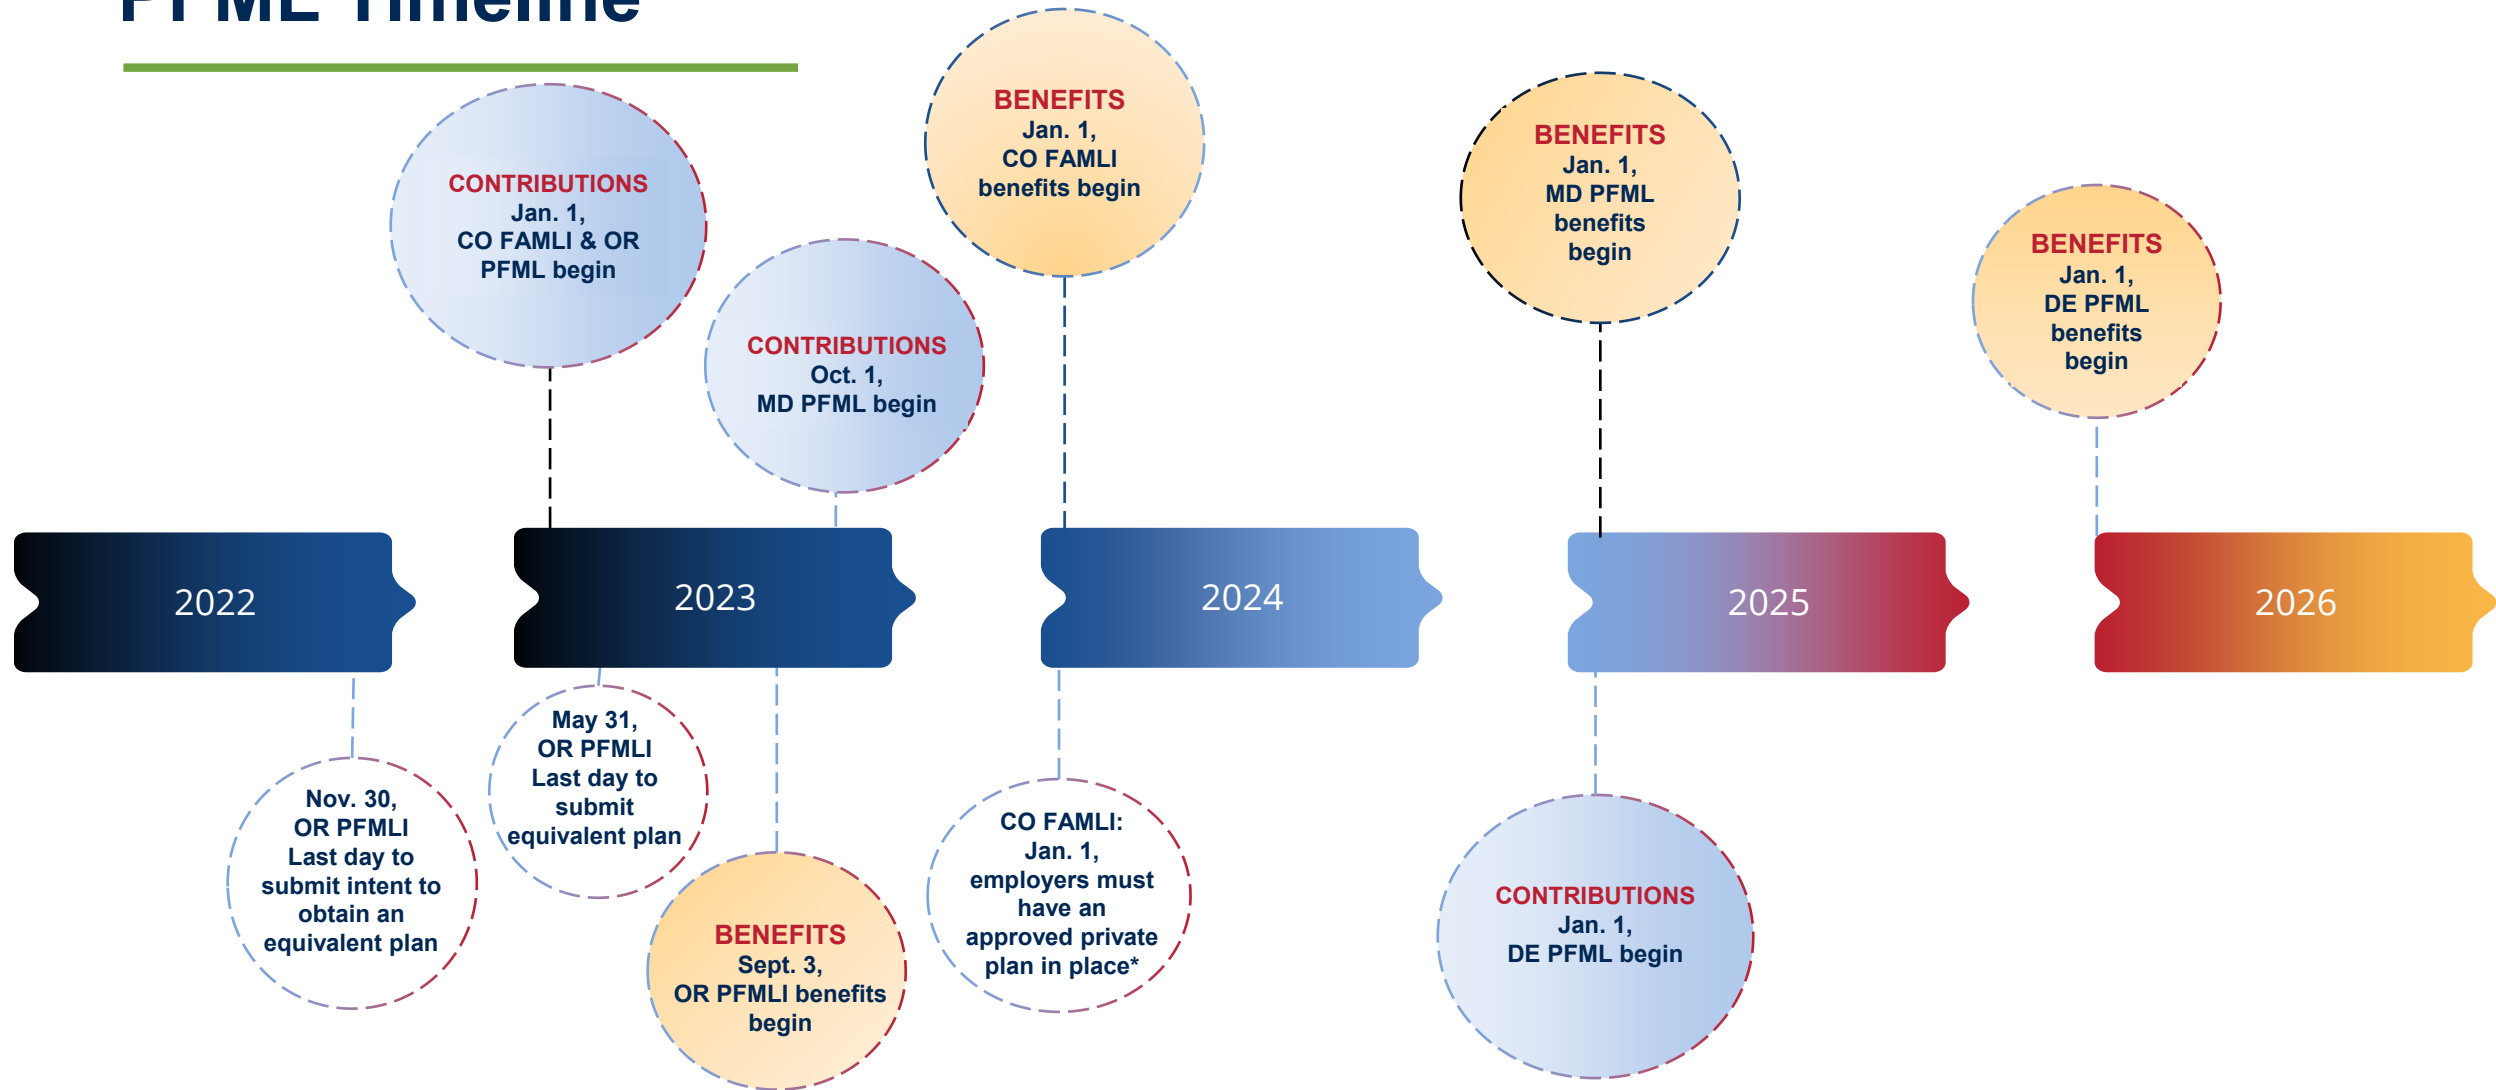 PFML Timeline
CONTRIBUTIONS
Jan. 1,
CO FAMLI & OR
PFML begin
CONTRIBUTIONS
Oct. 1,
MD PFML begin
BENEFITS
Jan. 1,
CO FAMLI
benefits begin
BENEFITS
Jan. 1,
MD PFML
benefits
begin
BENEFITS
Jan. 1,
DE PFML
benefits
begin
2022
2023
2024
2025
2026
Nov. 30,
OR PFMLI
Last day to
submit intent to
obtain an
equivalent plan
May 31,
OR PFMLI
Last day to
submit
equivalent plan
BENEFITS
Sept. 3,
OR PFMLI benefits
begin
CO FAMLI:
Jan. 1,
employers must
have an
approved private
plan in place*
CONTRIBUTIONS
Jan. 1,
DE PFML begin